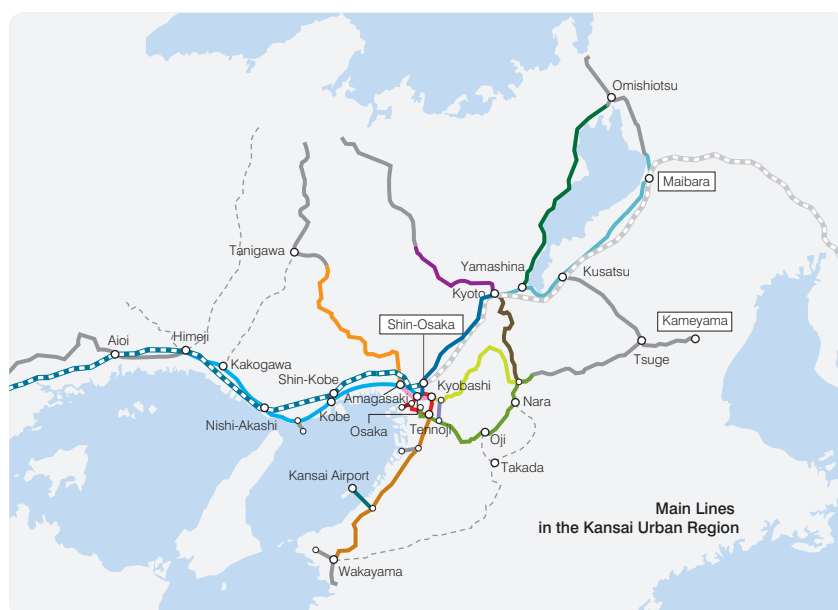 Omishiotsu
Maibara
Tanigawa
Yamashina
Kusatsu
Kyoto
Shin-Osaka
Kameyama
Aioi
Himeji
Tsuge
Kakogawa
Shin-Kobe
Kyobashi
Amagasaki
Nara
Nishi-Akashi
Kobe
Osaka
Tennoji
Oji
Takada
Kansai Airport
Main Lines
in the Kansai Urban Region
Wakayama